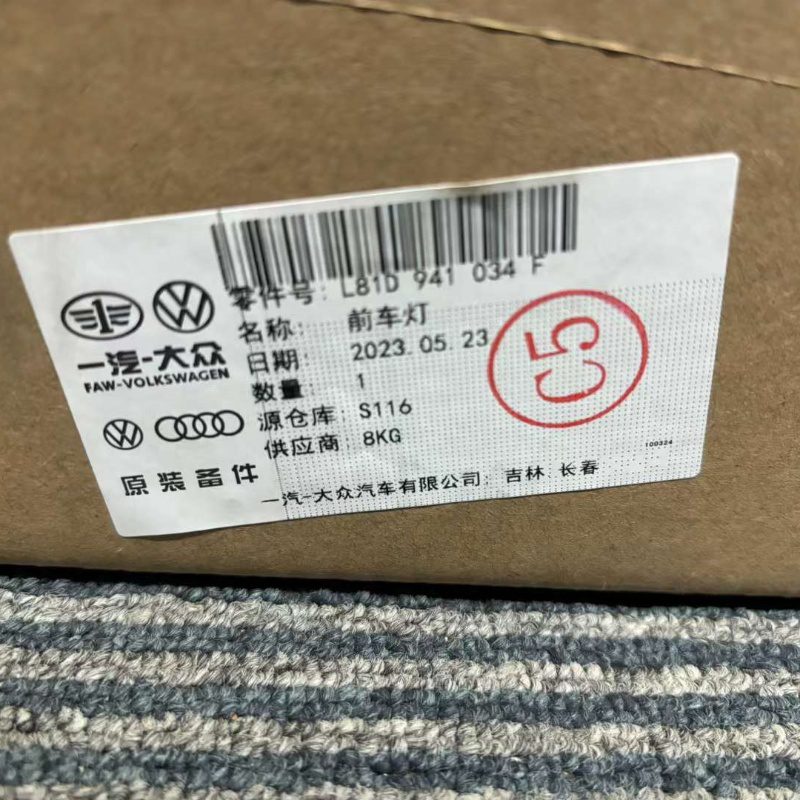 零件号: L81D 941 034 F
名称: 前车灯
日期: 2023.05.23
数量: 1
源仓库: S116
供应商: 8KG
1
一汽-大众
FAW-VOLKSWAGEN
原装备件
一汽-大众汽车有限公司; 吉林.长春
100324